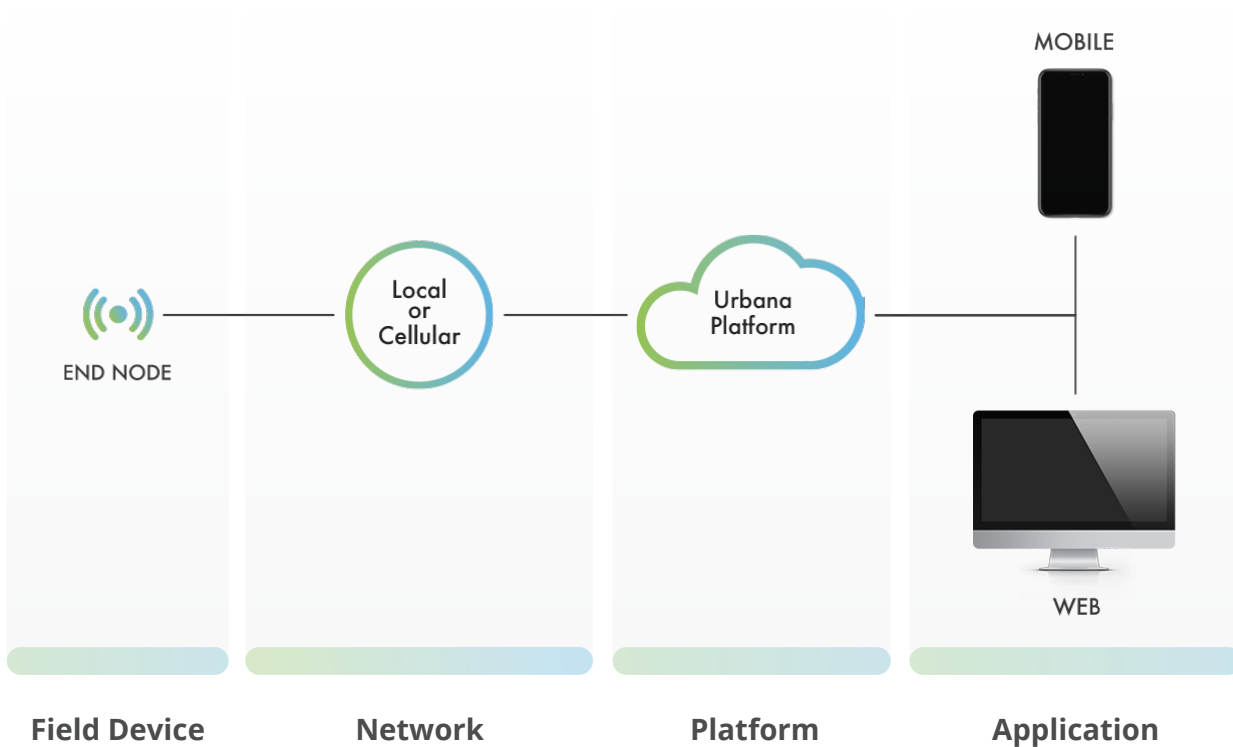 MOBILE
Local
or
Cellular
Urbana
Platform
END NODE
WEB
Field Device
Network
Platform
Application